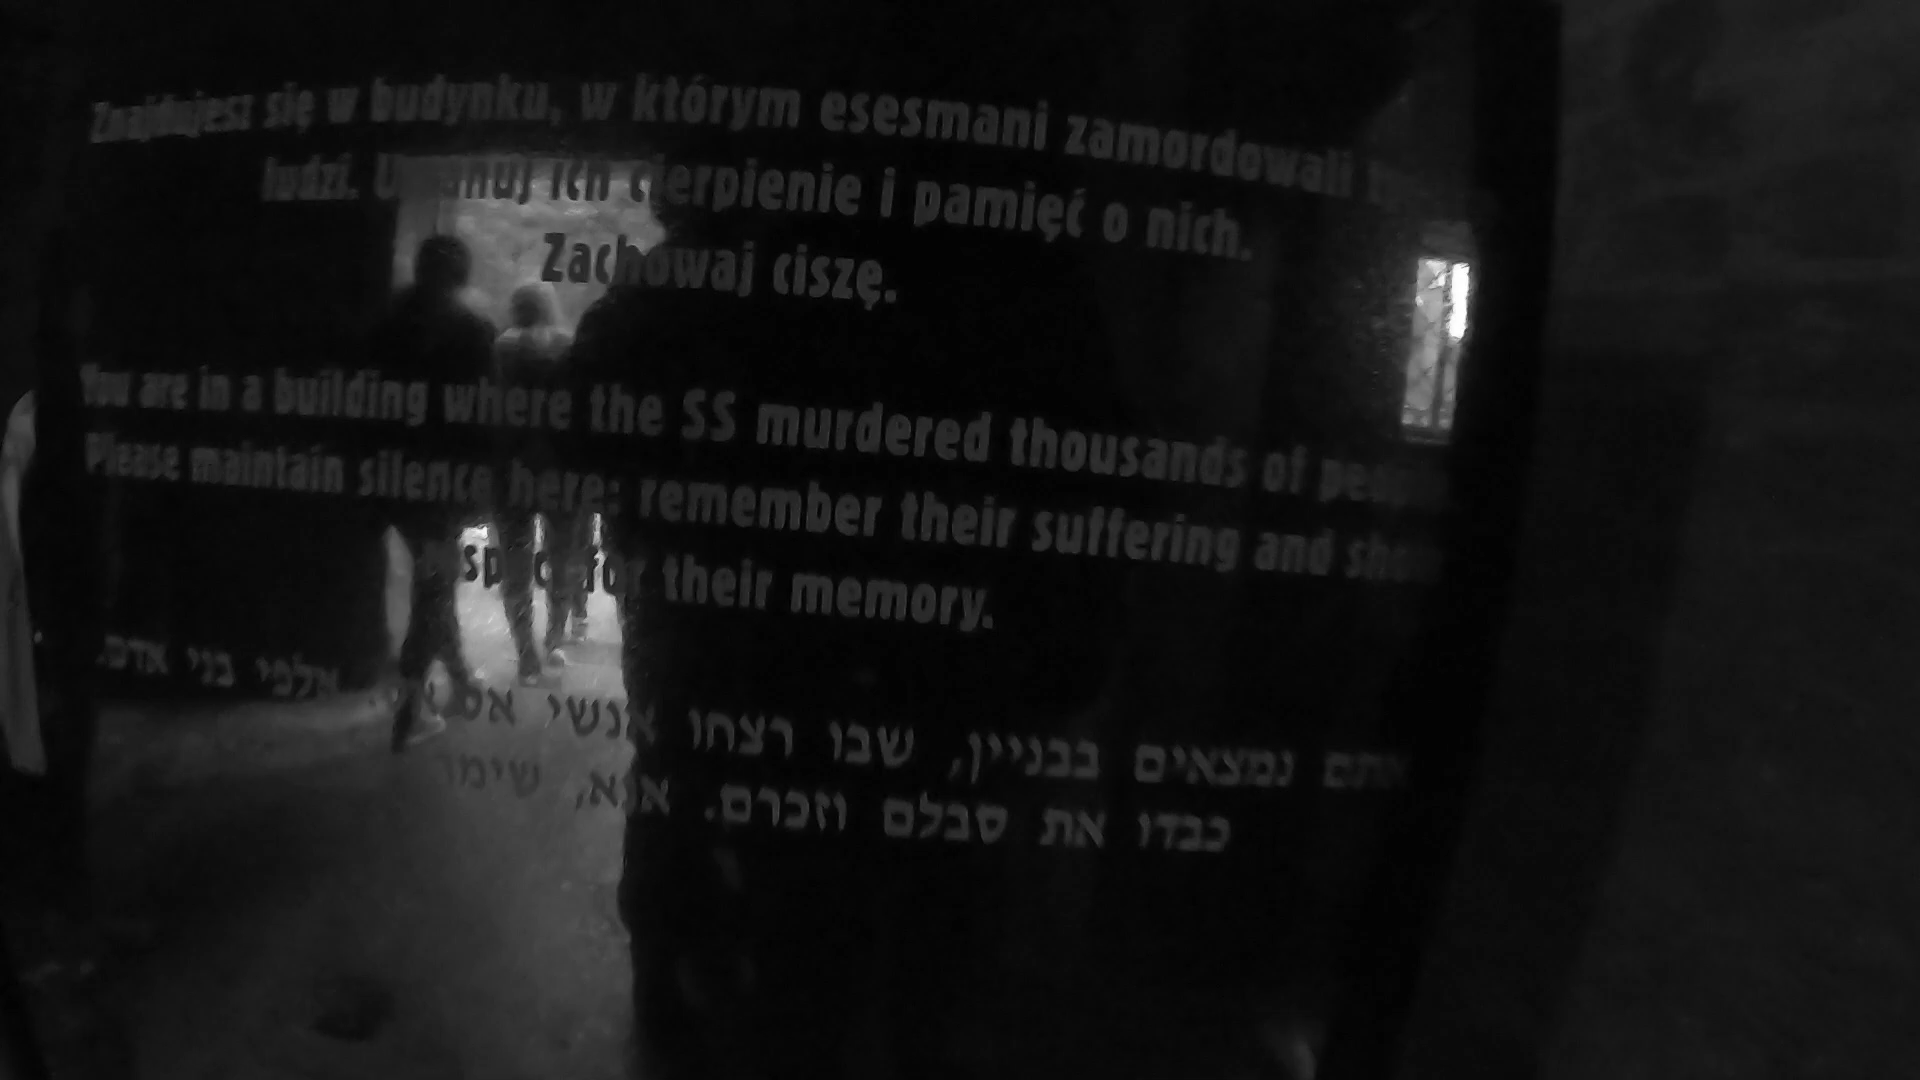 Znajdujesz się w budynku, w którym esesmani zamordowali
ludzi. ich cierpienie i pamięć o nich.
Zachowaj ciszę.
You are in a building where the SS murdered thousands of
Please maintain silence here: remember their suffering and
for their memory.
אתם נמצאים בבניין, שבו רצחו אנשי אלפי בני אדם.
כבדו את סבלם וזכרם. אנא,